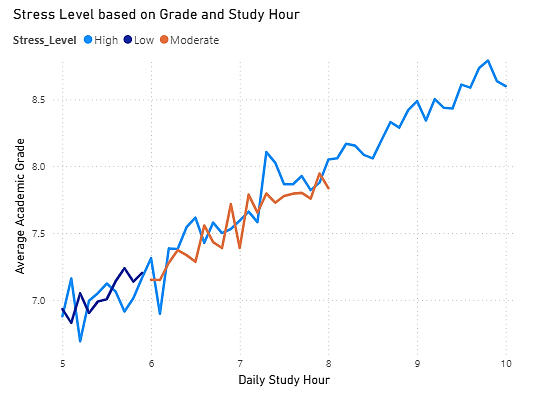 Stress Level based on Grade and Study Hour
Stress_Level High Low Moderate
Average Academic Grade
8.5
8.0
7.5
7.0
5 6 7 8 9 10
Daily Study Hour